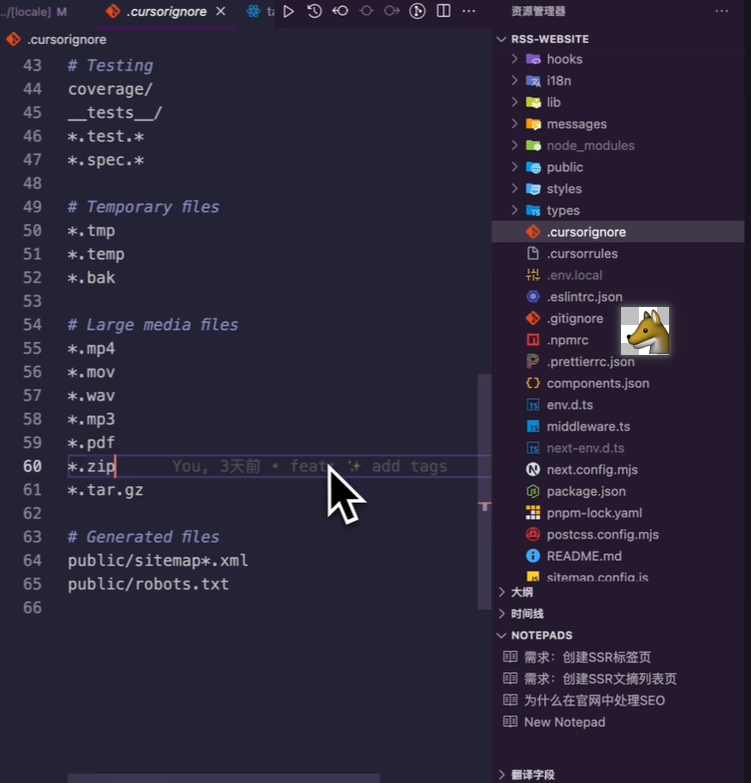 ../[locale] M
.cursorignore
.cursorignore
43 # Testing
44 coverage/
45 __tests__/
46 *.test.*
47 *.spec.*
48
49 # Temporary files
50 *.tmp
51 *.temp
52 *.bak
53
54 # Large media files
55 *.mp4
56 *.mov
57 *.wav
58 *.mp3
59 *.pdf
60 *.zip You, 3天前 • feat: ✨ add tags
61 *.tar.gz
62
63 # Generated files
64 public/sitemap*.xml
65 public/robots.txt
66
资源管理器
RSS-WEBSITE
hooks
i18n
lib
messages
node_modules
public
styles
types
.cursorignore
.cursorrules
.env.local
.eslintrc.json
.gitignore
.npmrc
.prettierrc.json
components.json
env.d.ts
middleware.ts
next-env.d.ts
next.config.mjs
package.json
pnpm-lock.yaml
postcss.config.mjs
README.md
sitemap.config.js
大纲
时间线
NOTEPADS
需求：创建SSR标签页
需求：创建SSR文摘列表页
为什么在官网中处理SEO
New Notepad
翻译字段